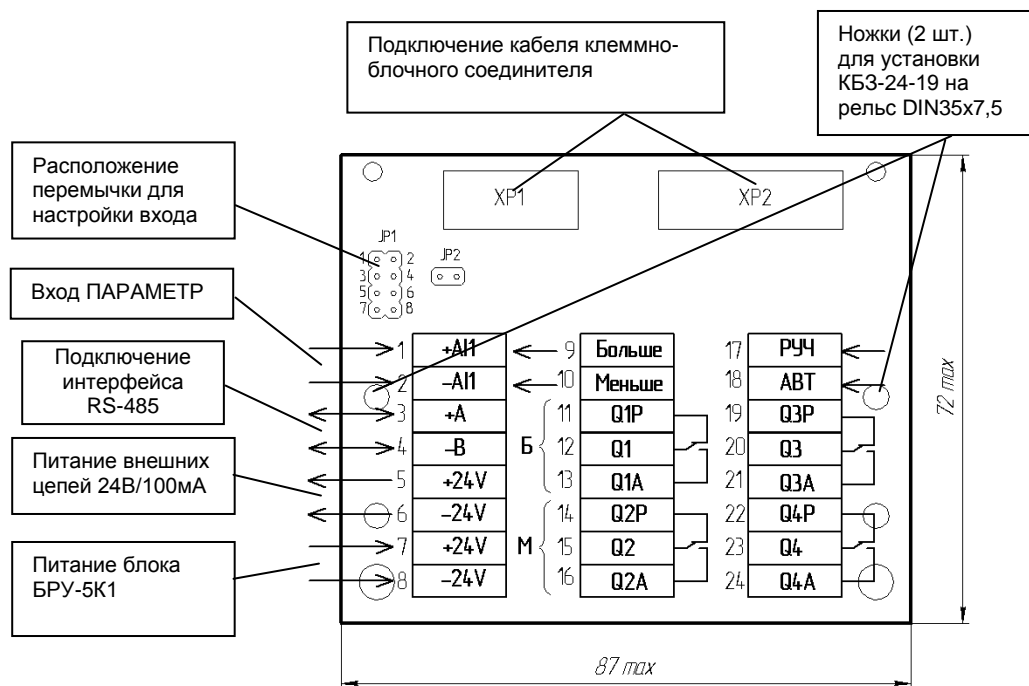 Подключение кабеля клеммно-
блочного соединителя
Ножки (2 шт.)
для установки
КБЗ-24-19 на
рельс DIN35x7,5
Расположение
перемычки для
настройки входа
XP1
XP2
JP1
1 2
3 4
5 6
7 8
JP2
Вход ПАРАМЕТР
Подключение
интерфейса
RS-485
Питание внешних
цепей 24В/100мА
Питание блока
БРУ-5К1
1 +AI1
2 –AI1
3 +A
4 –B
5 +24V
6 –24V
7 +24V
8 –24V
9 Больше
10 Меньше
Б
11 Q1P
12 Q1
13 Q1A
М
14 Q2P
15 Q2
16 Q2A
17 РУЧ
18 АВТ
19 Q3P
20 Q3
21 Q3A
22 Q4P
23 Q4
24 Q4A
72 max
87 max